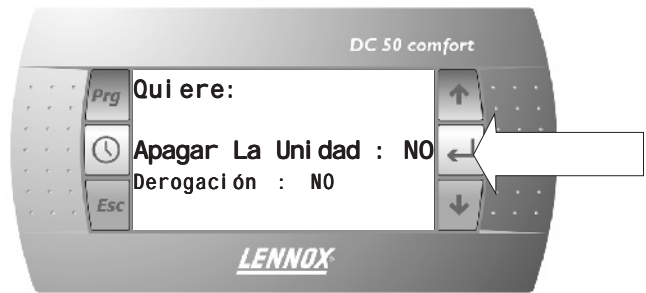 DC 50 comfort
Prg
Quiere:
Apagar La Unidad : NO
Derogación : NO
Esc
LENNOX